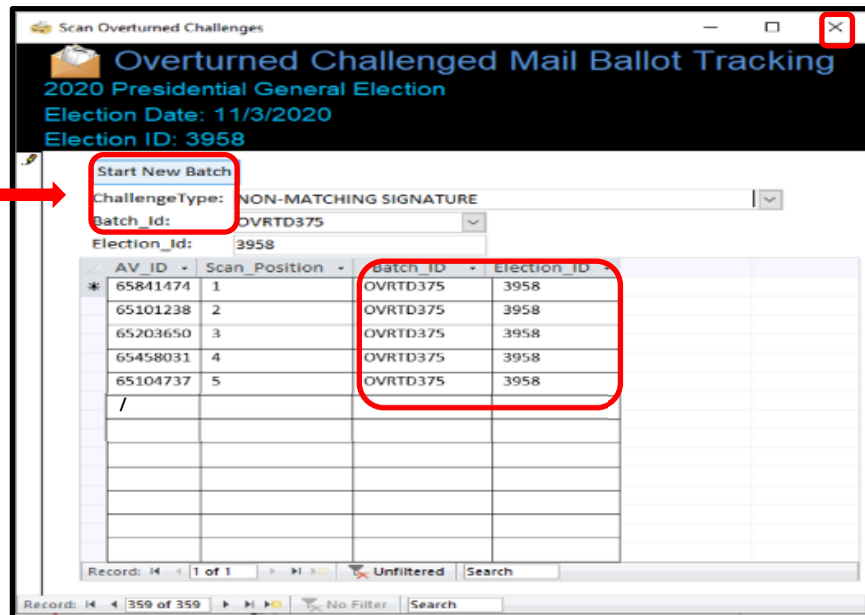 Scan Overturned Challenges
Overturned Challenged Mail Ballot Tracking
2020 Presidential General Election
Election Date: 11/3/2020
Election ID: 3958
Start New Batch
ChallengeType: NON-MATCHING SIGNATURE
Batch_Id: OVRTD375
Election_Id: 3958
AV_ID Scan_Position Batch_ID Election_ID
65841474 1 OVRTD375 3958
65101238 2 OVRTD375 3958
65203650 3 OVRTD375 3958
65458031 4 OVRTD375 3958
65104737 5 OVRTD375 3958
/
Record: 1 of 1 Unfiltered Search
Record: 359 of 359 No Filter Search